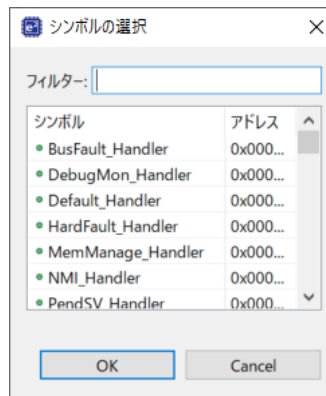 シンボルの選択
フィルター:
シンボル アドレス
BusFault_Handler 0x000...
DebugMon_Handler 0x000...
Default_Handler 0x000...
HardFault_Handler 0x000...
MemManage_Handler 0x000...
NMI_Handler 0x000...
PendSV_Handler 0x000...
OK Cancel